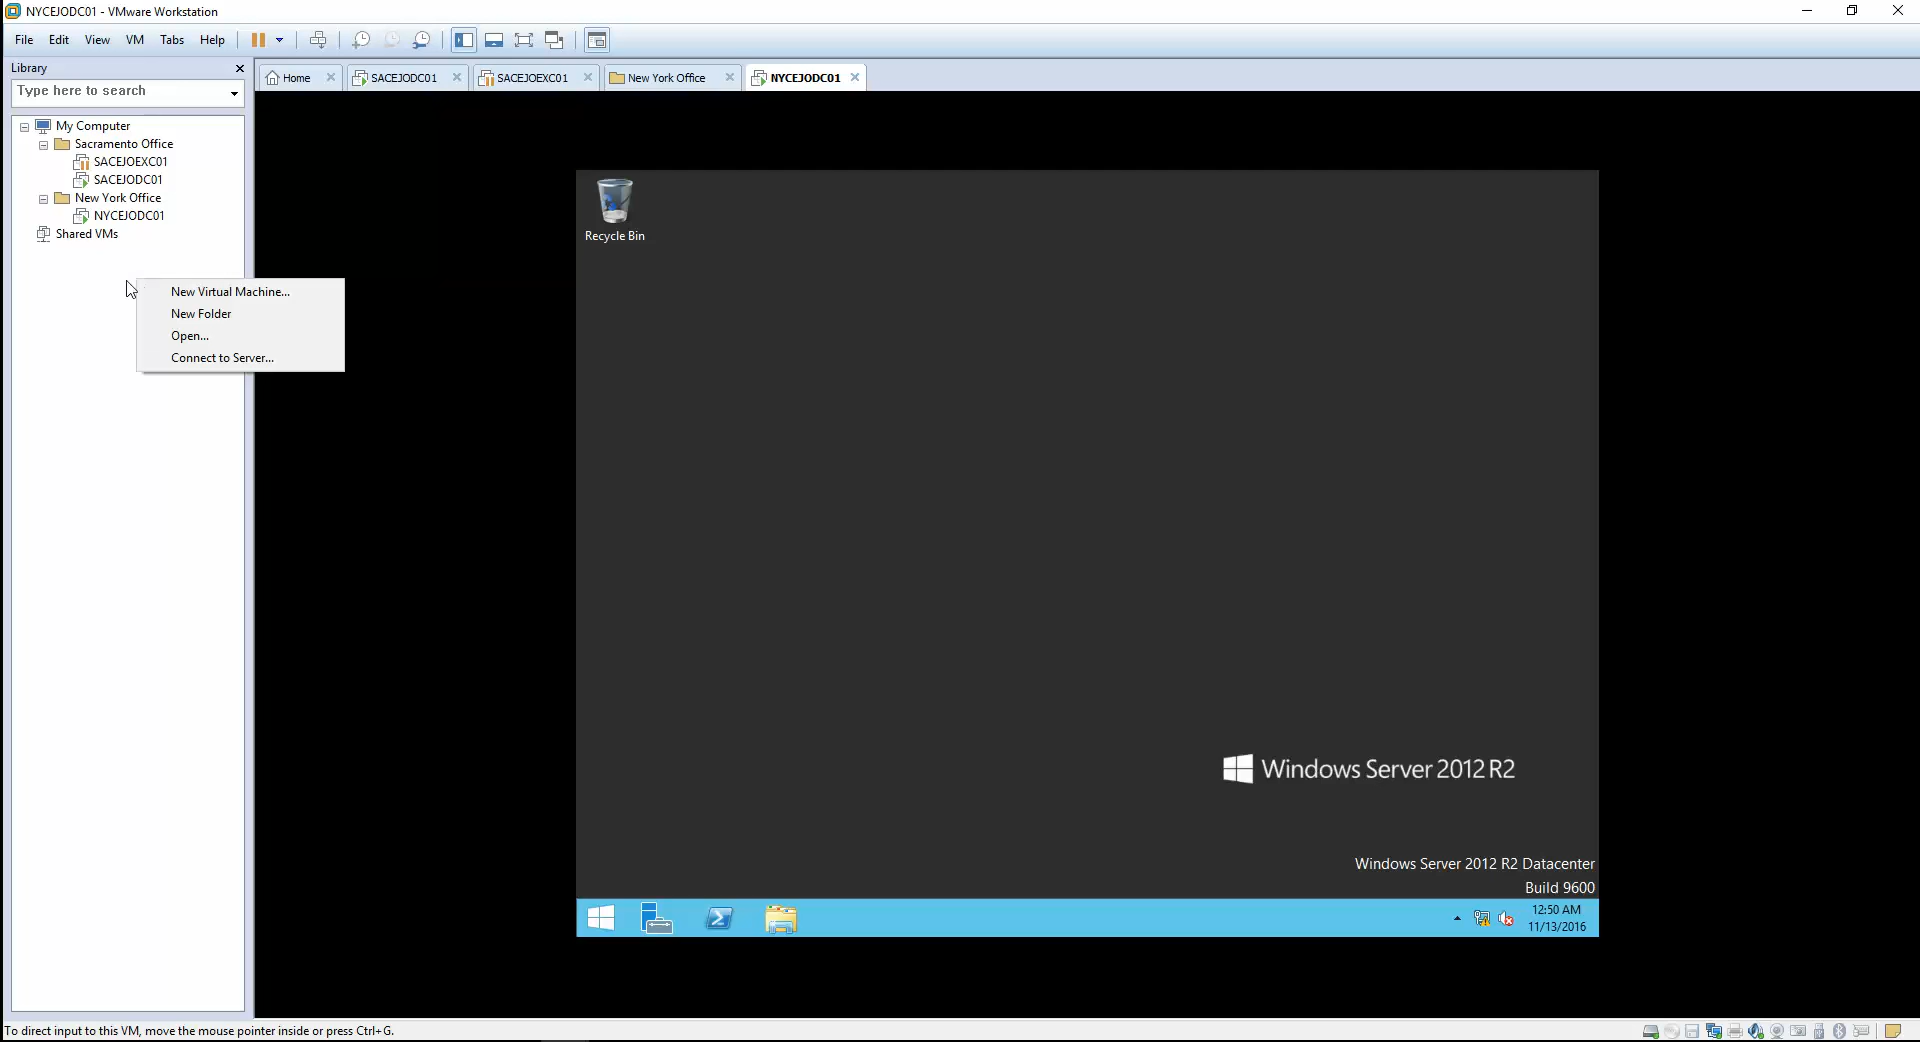 NYCEJODC01 - VMware Workstation
File Edit View VM Tabs Help
Library
Type here to search
Home SACEJODC01 SACEJOEXC01 New York Office NYCEJODC01
My Computer
Sacramento Office
SACEJOEXC01
SACEJODC01
New York Office
NYCEJODC01
Shared VMs
New Virtual Machine...
New Folder
Open...
Connect to Server...
Recycle Bin
Windows Server 2012 R2
Windows Server 2012 R2 Datacenter
Build 9600
12:50 AM
11/13/2016
To direct input to this VM, move the mouse pointer inside or press Ctrl+G.